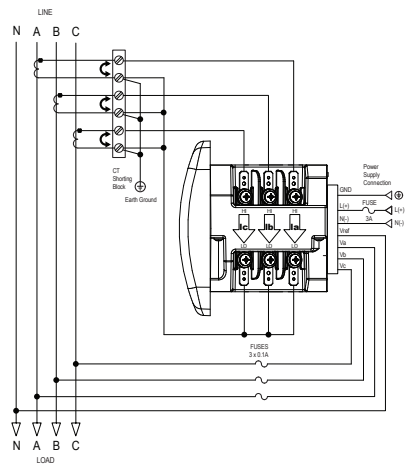 LINE
N A B C
CT
Shorting
Block
Earth Ground
Power
Supply
Connection
GND
L(+)
FUSE
L(+)
N(-)
3A
N(-)
Vref
Va
Vb
Vc
HI HI HI
Ic Ib Ia
LO LO LO
FUSES
3 x 0.1A
N A B C
LOAD